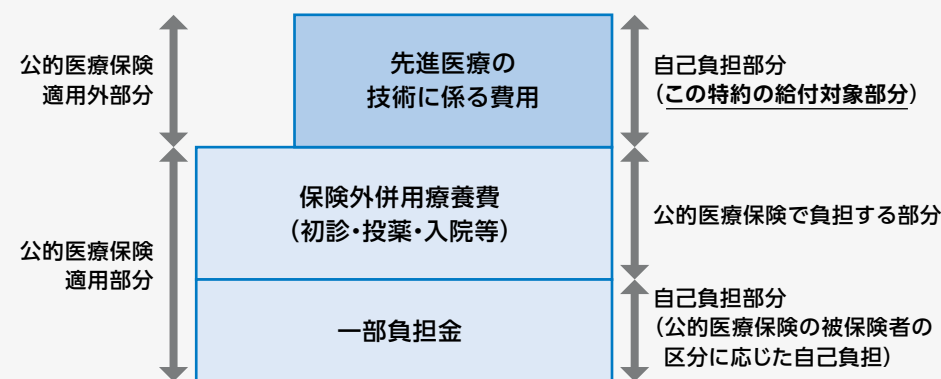 公的医療保険
適用外部分
先進医療の
技術に係る費用
自己負担部分
（この特約の給付対象部分）
公的医療保険
適用部分
保険外併用療養費
（初診・投薬・入院等）
公的医療保険で負担する部分
一部負担金
自己負担部分
（公的医療保険の被保険者の
区分に応じた自己負担）